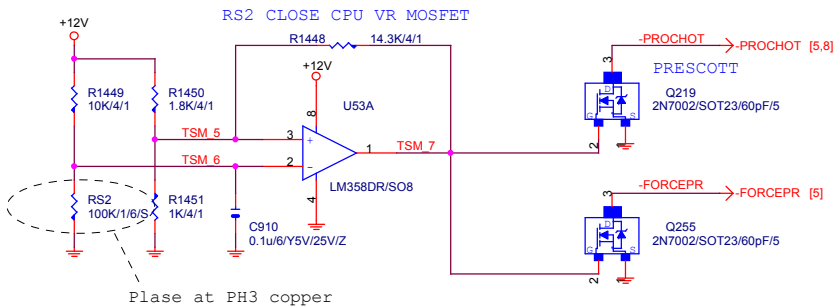 RS2 CLOSE CPU VR MOSFET
+12V
R1448
14.3K/4/1
-PROCHOT
-PROCHOT [5,8]
+12V
PRESCOTT
R1449
10K/4/1
R1450
1.8K/4/1
U53A
3
D
G
S
Q219
2N7002/SOT23/60pF/5
8
TSM_5
3
+
1
TSM_7
2
1
TSM_6
2
-
LM358DR/SO8
4
-FORCEPR
-FORCEPR [5]
3
RS2
100K/1/6/S
R1451
1K/4/1
C910
0.1u/6/Y5V/25V/Z
D
G
S
Q255
2N7002/SOT23/60pF/5
2
1
Plase at PH3 copper